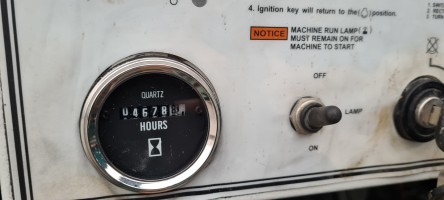 4. Ignition key will return to the ( ) position.
NOTICE MACHINE RUN LAMP ( )
MUST REMAIN ON FOR
MACHINE TO START
QUARTZ
04678
HOURS
OFF
LAMP
ON